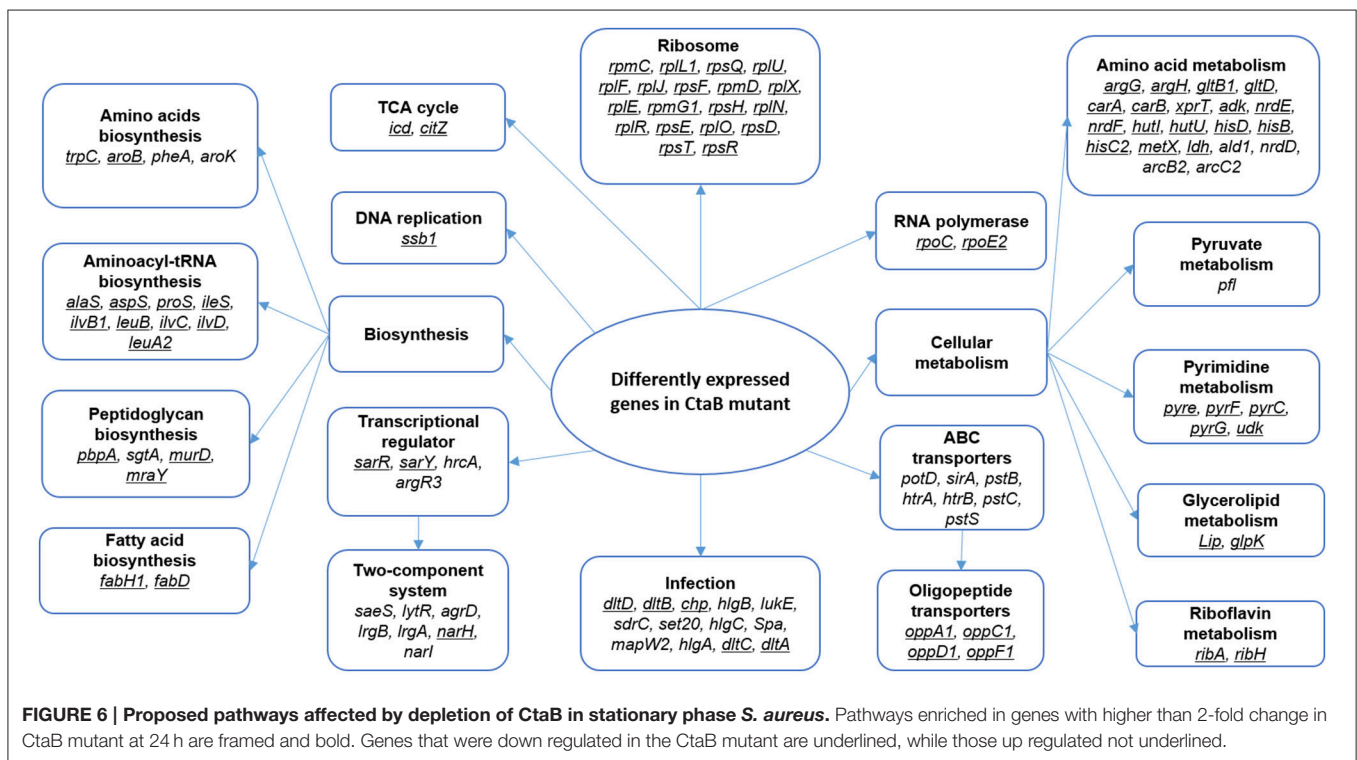 Ribosome
rpmC, rplL1, rpsQ, rplU,
rplF, rplJ, rpsF, rpmD, rplX,
rplE, rpmG1, rpsH, rplN,
rplR, rpsE, rplO, rpsD,
rpsT, rpsR
Amino acid metabolism
argG, argH, gltB1, gltD,
carA, carB, xprT, adk, nrdE,
nrdF, hutI, hutU, hisD, hisB,
hisC2, metX, ldh, ald1, nrdD,
arcB2, arcC2
TCA cycle
icd, citZ
Amino acids
biosynthesis
trpC, aroB, pheA, aroK
DNA replication
ssb1
RNA polymerase
rpoC, rpoE2
Pyruvate
metabolism
pfl
Aminoacyl-tRNA
biosynthesis
alaS, aspS, proS, ileS,
ilvB1, leuB, ilvC, ilvD,
leuA2
Biosynthesis
Differently expressed
genes in CtaB mutant
Cellular
metabolism
Pyrimidine
metabolism
pyre, pyrF, pyrC,
pyrG, udk
Peptidoglycan
biosynthesis
pbpA, sgtA, murD,
mraY
Transcriptional
regulator
sarR, sarY, hrcA,
argR3
ABC
transporters
potD, sirA, pstB,
htrA, htrB, pstC,
pstS
Glycerolipid
metabolism
Lip, glpK
Fatty acid
biosynthesis
fabH1, fabD
Two-component
system
saeS, lytR, agrD,
lrgB, lrgA, narH,
narI
Infection
dltD, dltB, chp, hlgB, lukE,
sdrC, set20, hlgC, Spa,
mapW2, hlgA, dltC, dltA
Oligopeptide
transporters
oppA1, oppC1,
oppD1, oppF1
Riboflavin
metabolism
ribA, ribH
FIGURE 6 | Proposed pathways affected by depletion of CtaB in stationary phase S. aureus. Pathways enriched in genes with higher than 2-fold change in
CtaB mutant at 24 h are framed and bold. Genes that were down regulated in the CtaB mutant are underlined, while those up regulated not underlined.